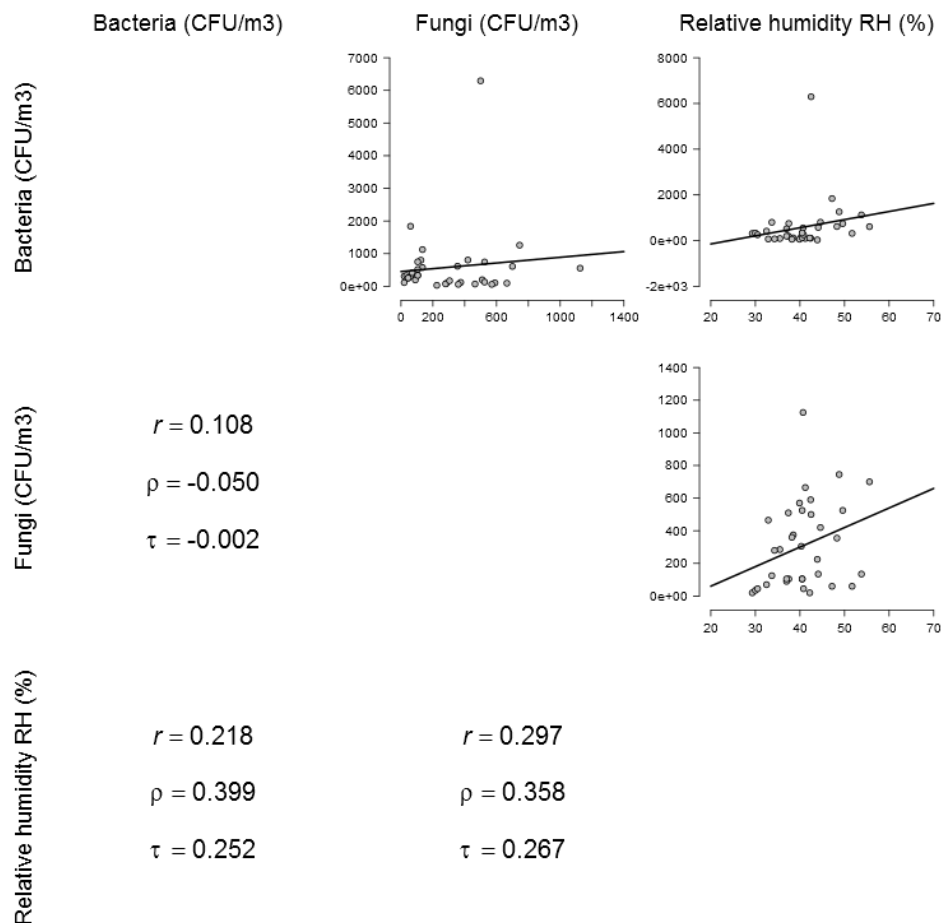 Bacteria (CFU/m3) Fungi (CFU/m3) Relative humidity RH (%)
Bacteria (CFU/m3)
7000
6000
5000
4000
3000
2000
1000
0e+00
0 200 600 1000 1400
8000
6000
4000
2000
0e+00
-2e+03
20 30 40 50 60 70
Fungi (CFU/m3)
r = 0.108
ρ = -0.050
τ = -0.002
1400
1200
1000
800
600
400
200
0e+00
20 30 40 50 60 70
Relative humidity RH (%)
r = 0.218
ρ = 0.399
τ = 0.252
r = 0.297
ρ = 0.358
τ = 0.267